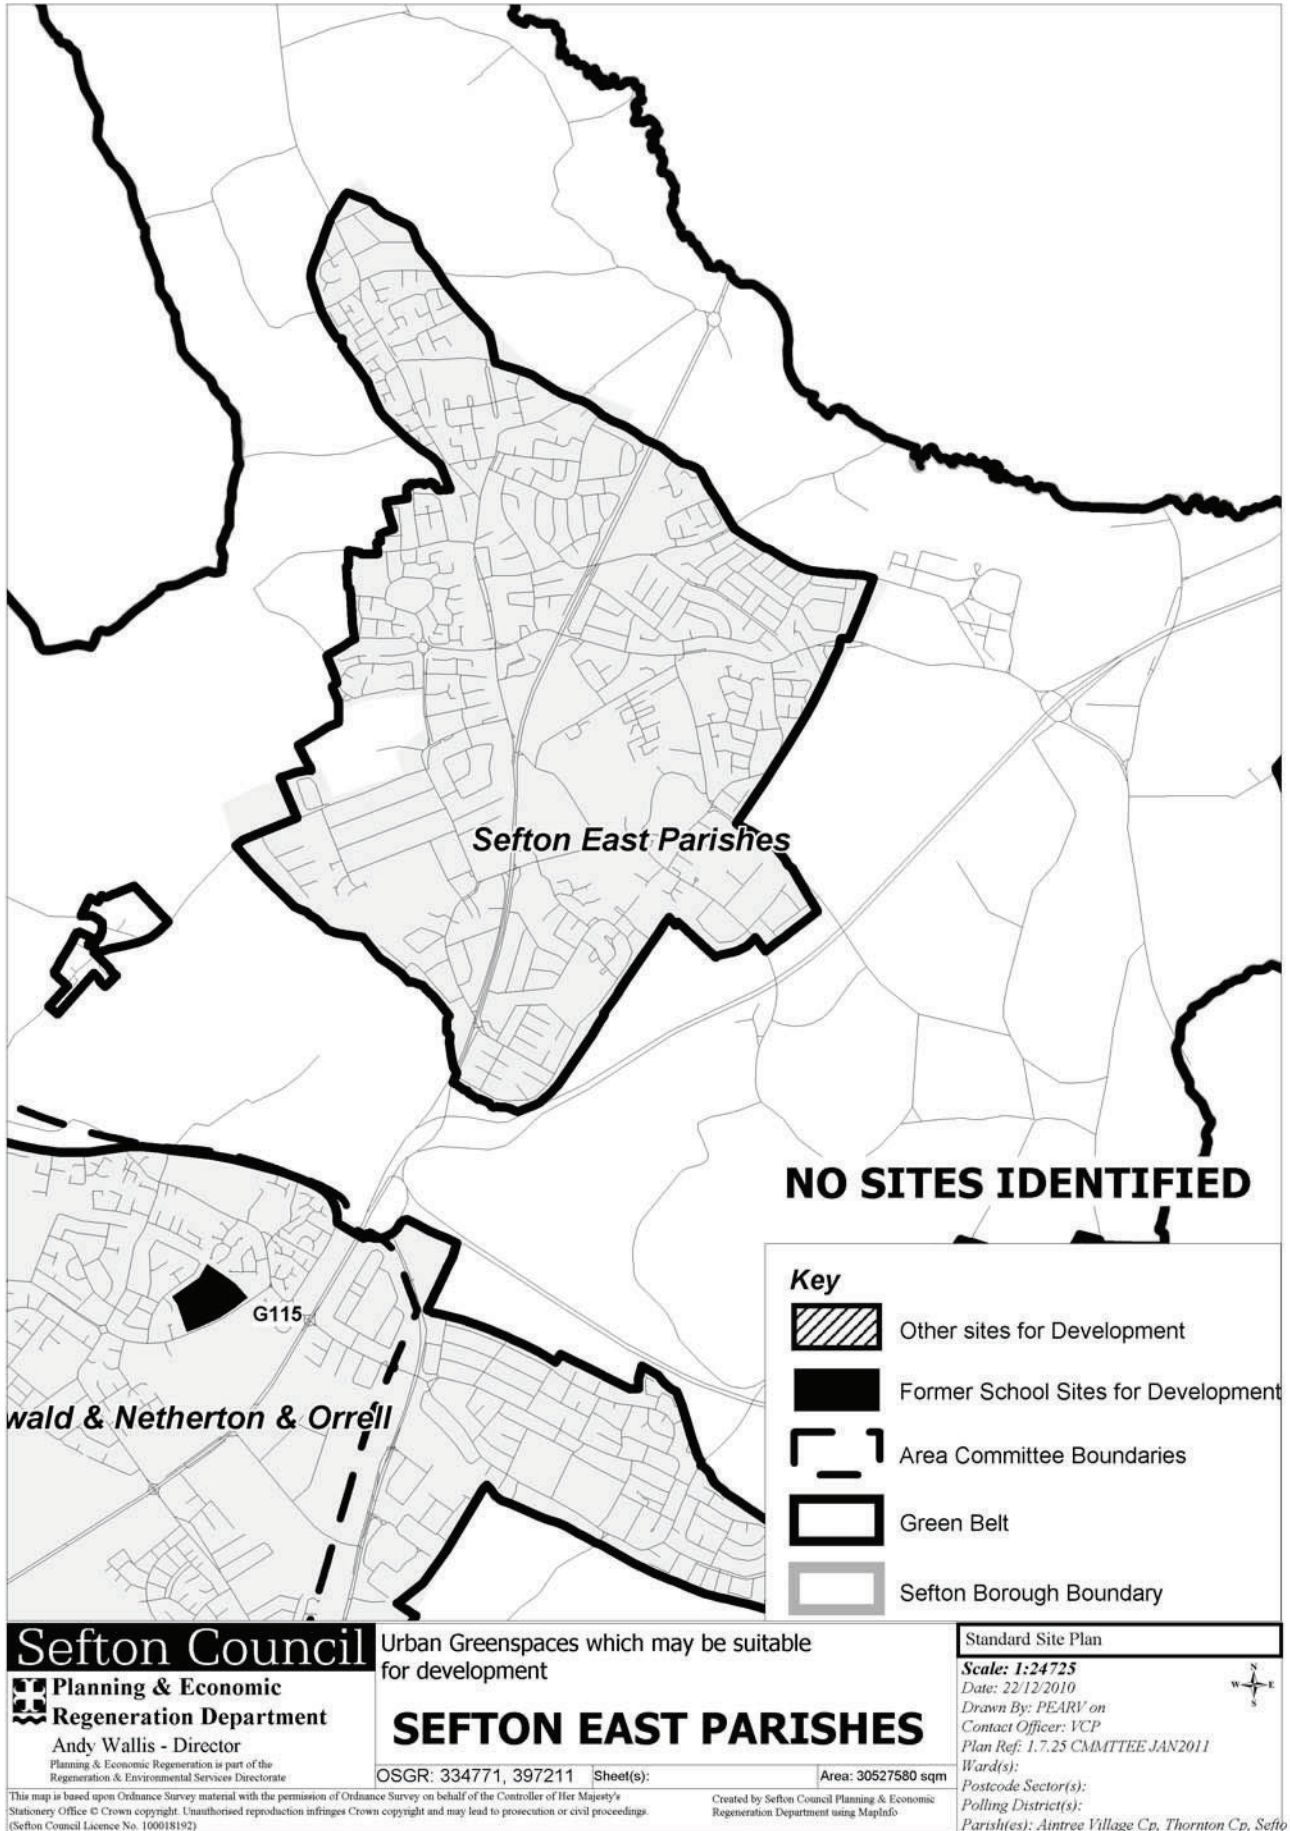 Sefton East Parishes
NO SITES IDENTIFIED
G115
wald & Netherton & Orrell
Key
Other sites for Development
Former School Sites for Development
Area Committee Boundaries
Green Belt
Sefton Borough Boundary
Sefton Council
Planning & Economic
Regeneration Department
Andy Wallis - Director
Planning & Economic Regeneration is part of the
Regeneration & Environmental Services Directorate
Urban Greenspaces which may be suitable
for development
SEFTON EAST PARISHES
OSGR: 334771, 397211 Sheet(s): Area: 30527580 sqm
Standard Site Plan
Scale: 1:24725
Date: 22/12/2010
Drawn By: PEARV on
Contact Officer: VCP
Plan Ref: 1.7.25 CMMTTEE JAN2011
Ward(s):
Postcode Sector(s):
Polling District(s):
Parish(es): Aintree Village Cp, Thornton Cp, Sefto
N
W E
S
This map is based upon Ordnance Survey material with the permission of Ordnance Survey on behalf of the Controller of Her Majesty's
Stationery Office © Crown copyright. Unauthorised reproduction infringes Crown copyright and may lead to prosecution or civil proceedings.
(Sefton Council Licence No. 100018192)
Created by Sefton Council Planning & Economic
Regeneration Department using MapInfo